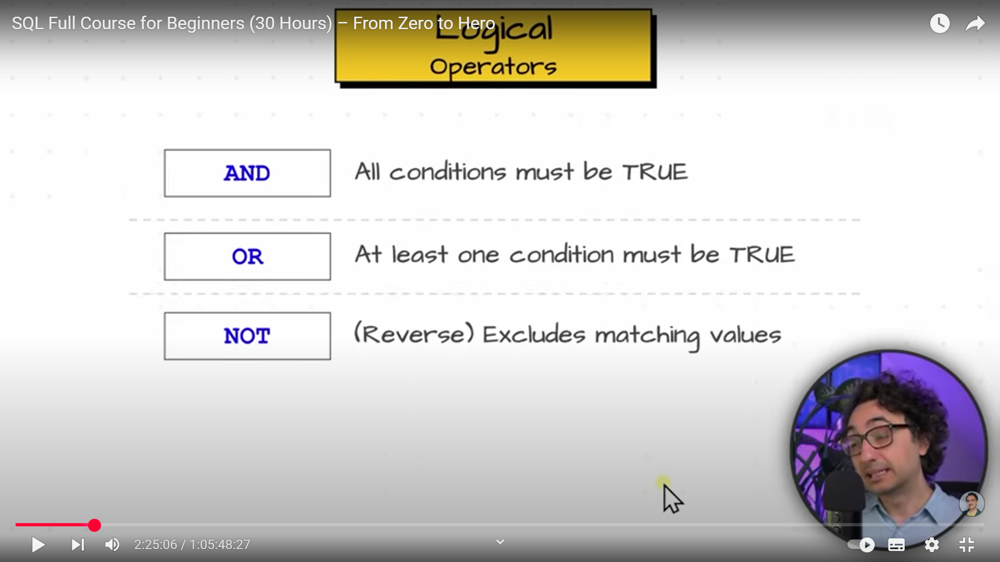 SQL Full Course for Beginners (30 Hours) – From Zero to Hero
Logical
Operators
AND
All conditions must be TRUE
OR
At least one condition must be TRUE
NOT
(Reverse) Excludes matching values
2:25:06 / 1:05:48:27